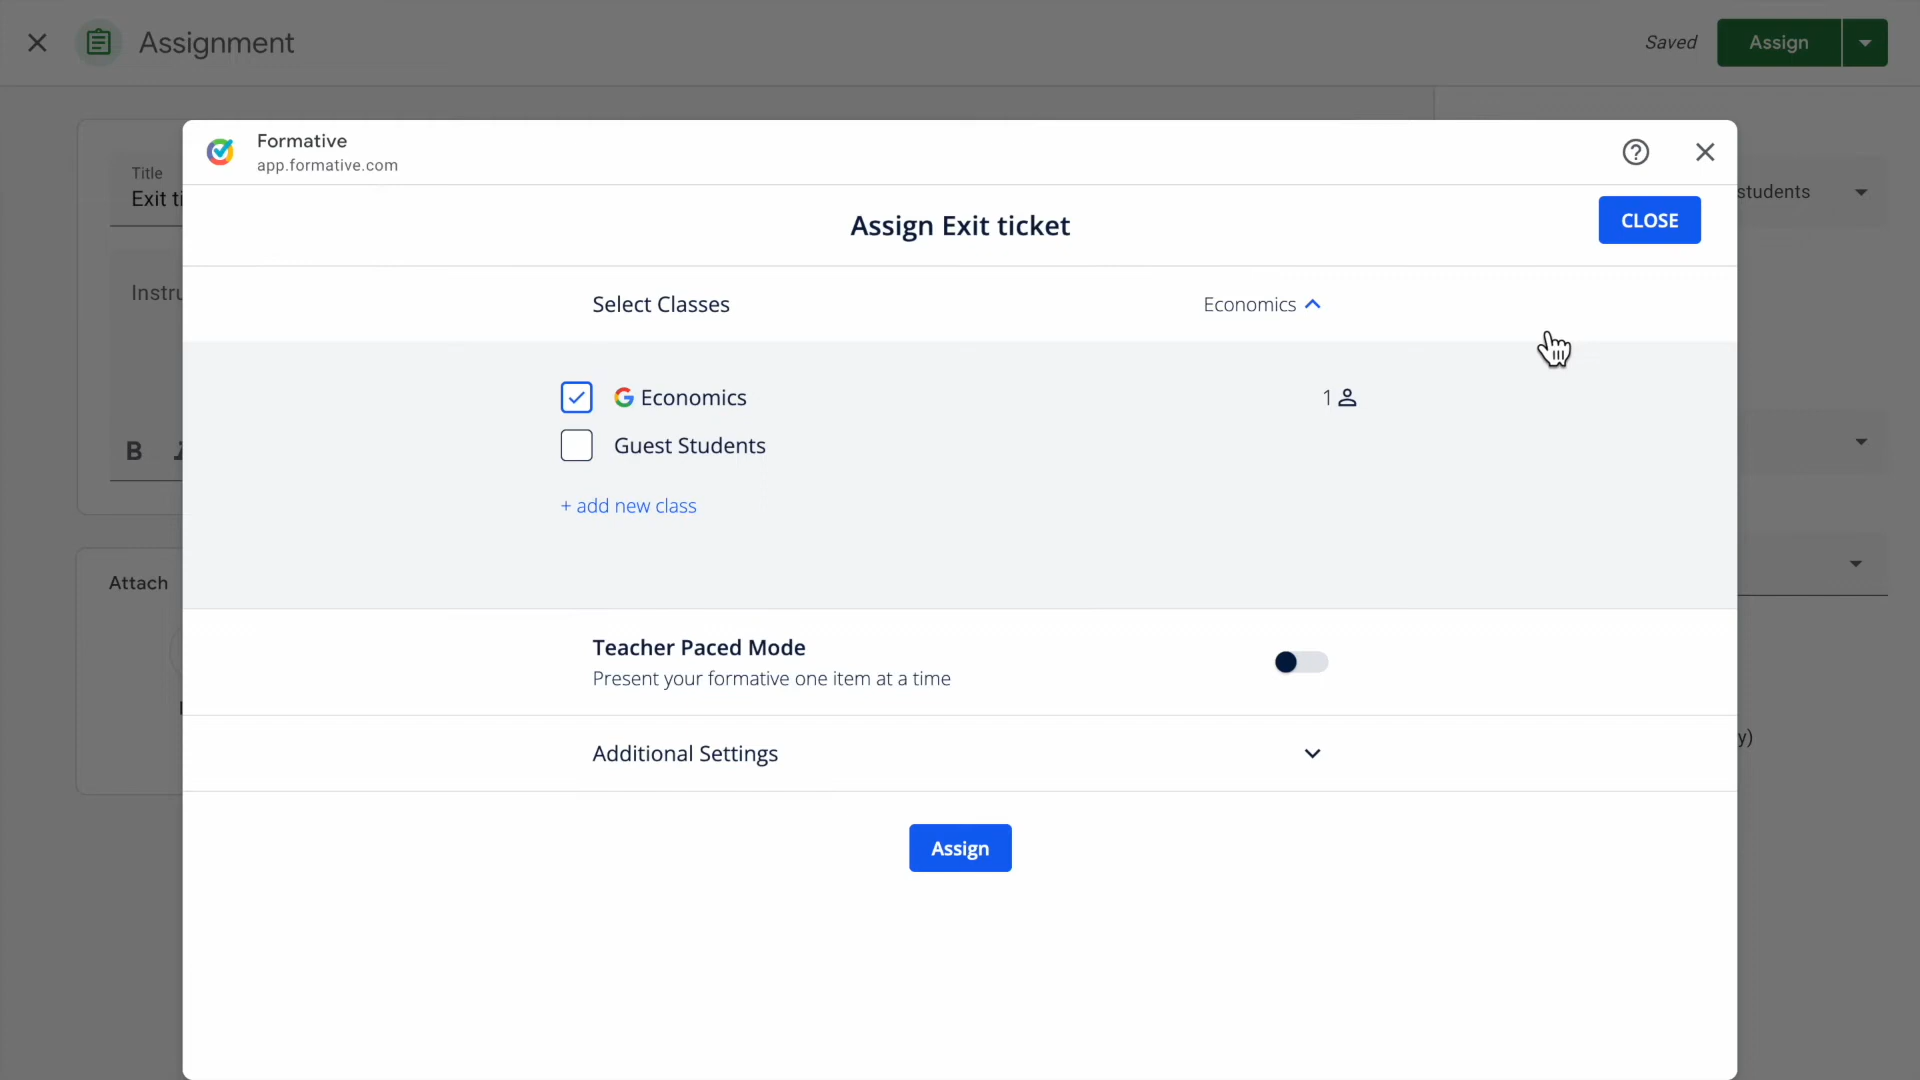 Assignment
Saved
Assign
Formative
app.formative.com
Title
Exit ti
students
Assign Exit ticket
CLOSE
Instru
Select Classes
Economics
Economics
1
Guest Students
B
+ add new class
Attach
Teacher Paced Mode
Present your formative one item at a time
y)
Additional Settings
Assign